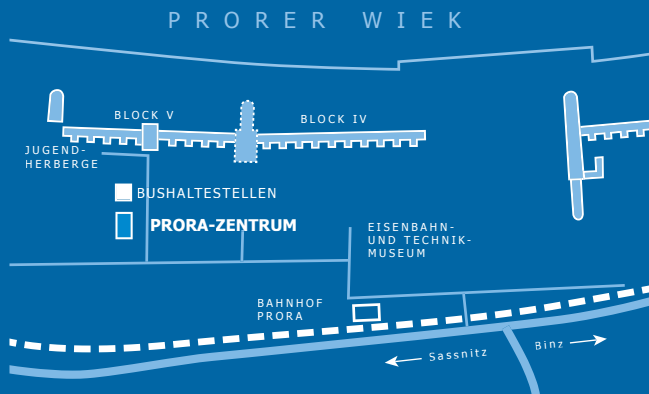 PRORER WIEK
BLOCK V
BLOCK IV
JUGEND-
HERBERGE
BUSHALTESTELLEN
PRORA-ZENTRUM
EISENBAHN-
UND TECHNIK-
MUSEUM
BAHNHOF
PRORA
Sassnitz
Binz